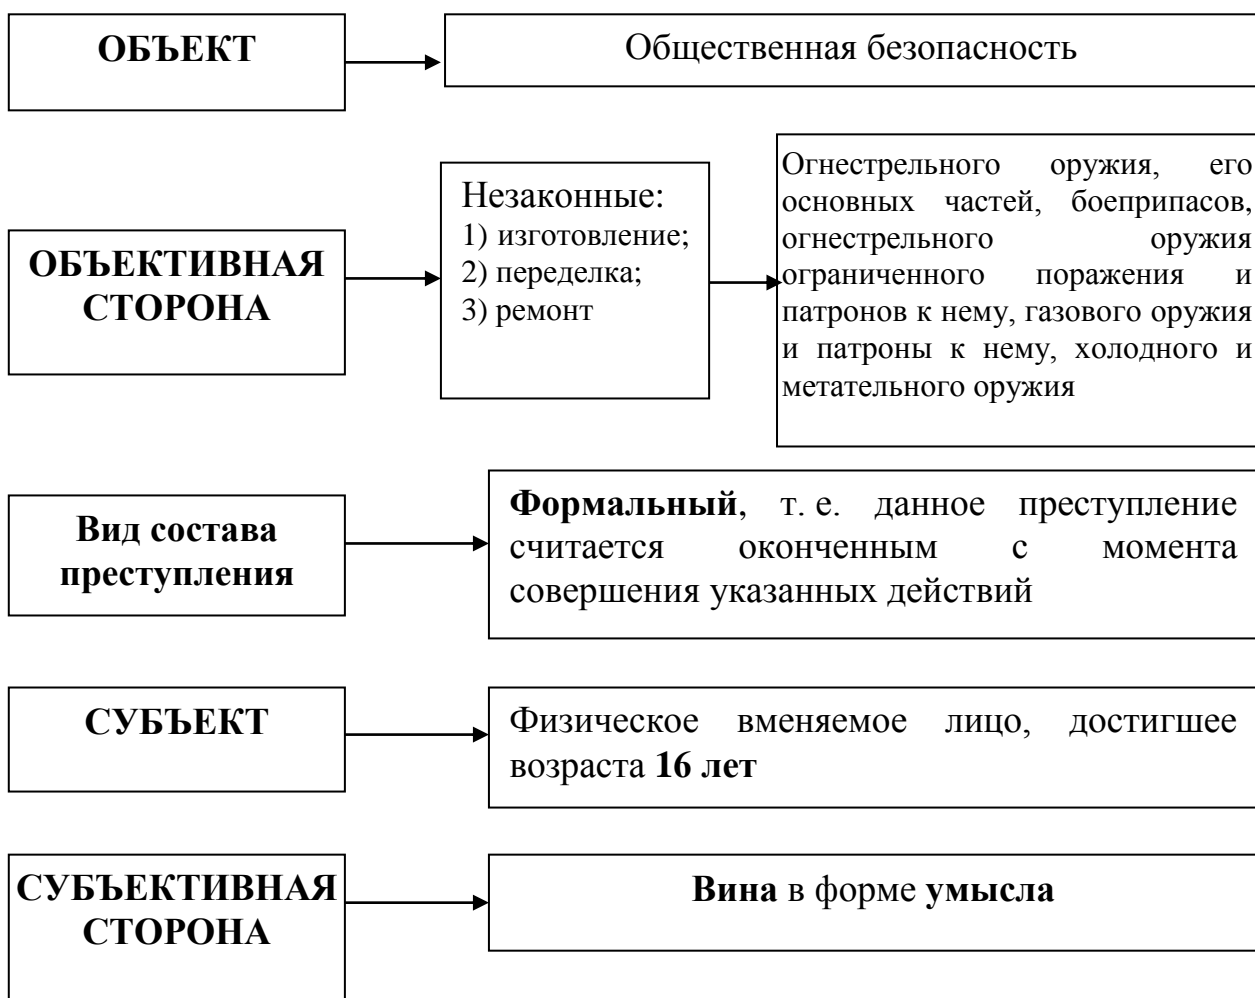 ОБЪЕКТ
Общественная безопасность
ОБЪЕКТИВНАЯ
СТОРОНА
Незаконные:
1) изготовление;
2) переделка;
3) ремонт
Огнестрельного оружия, его
основных частей, боеприпасов,
огнестрельного оружия
ограниченного поражения и
патронов к нему, газового оружия
и патроны к нему, холодного и
метательного оружия
Вид состава
преступления
Формальный, т. е. данное преступление
считается оконченным с момента
совершения указанных действий
СУБЪЕКТ
Физическое вменяемое лицо, достигшее
возраста 16 лет
СУБЪЕКТИВНАЯ
СТОРОНА
Вина в форме умысла